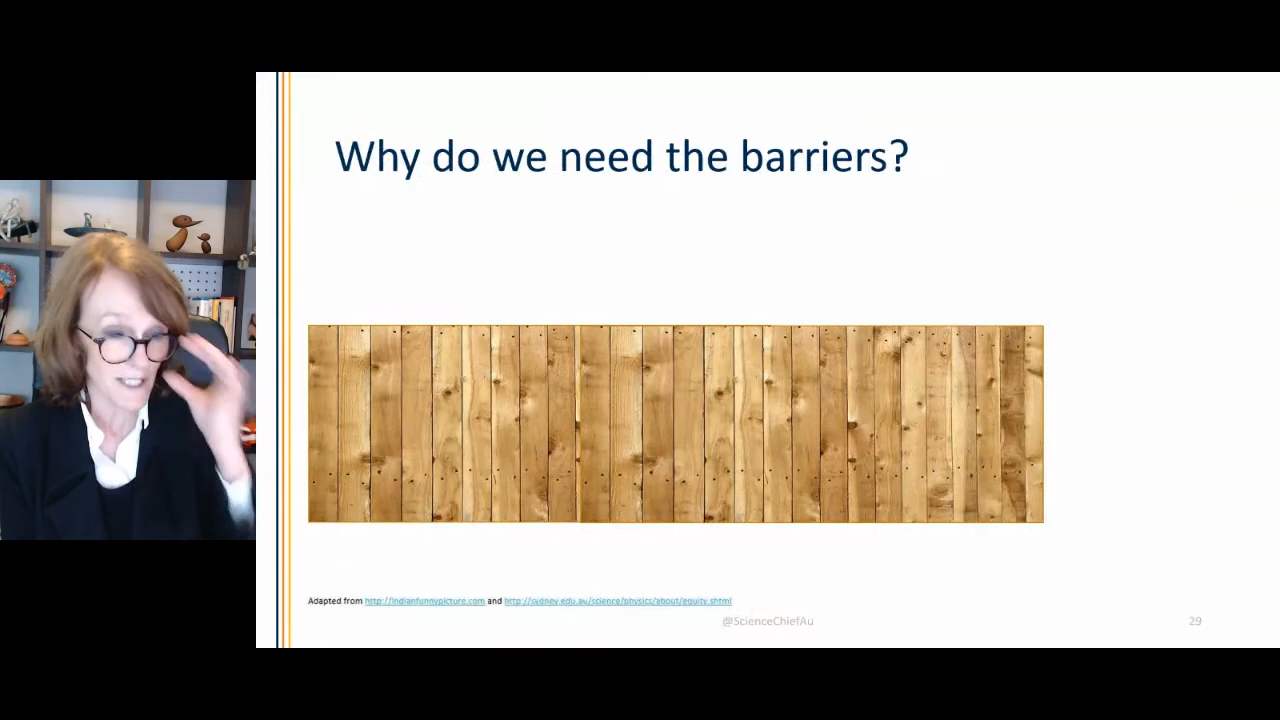 Why do we need the barriers?
Adapted from http://indianfunnypicture.com and http://sydney.edu.au/science/physics/about/equity.shtml
@ScienceChiefAu
29